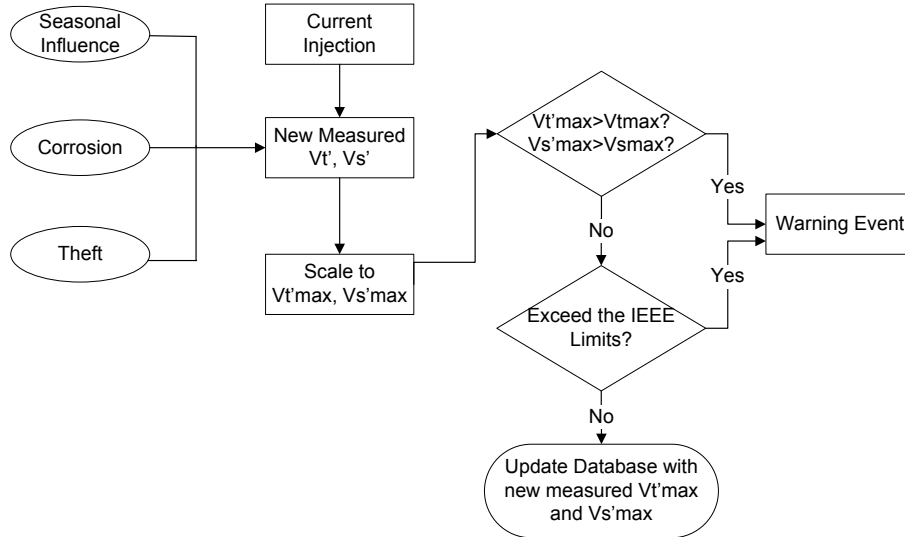 Seasonal
Influence
Current
Injection
Corrosion
New Measured
Vt’, Vs’
Theft
Scale to
Vt’max, Vs’max
Vt’max>Vtmax?
Vs’max>Vsmax?
Yes
Warning Event
No
Yes
Exceed the IEEE
Limits?
No
Update Database with
new measured Vt’max
and Vs’max